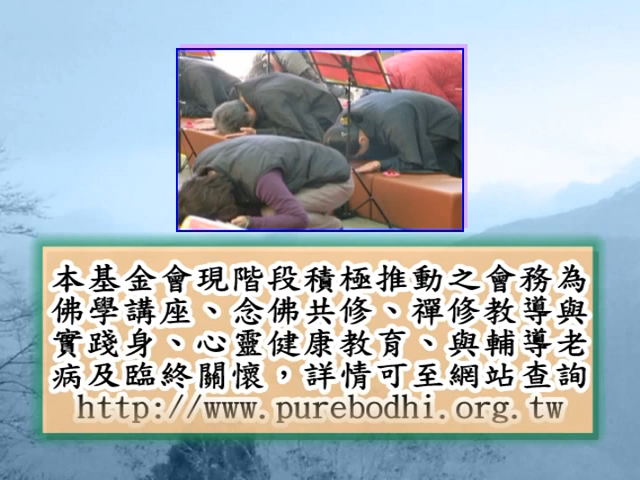 本基金會現階段積極推動之會務為
佛學講座、念佛共修、禪修教導與
實踐身、心靈健康教育、與輔導老
病及臨終關懷，詳情可至網站查詢
http://www.purebodhi.org.tw